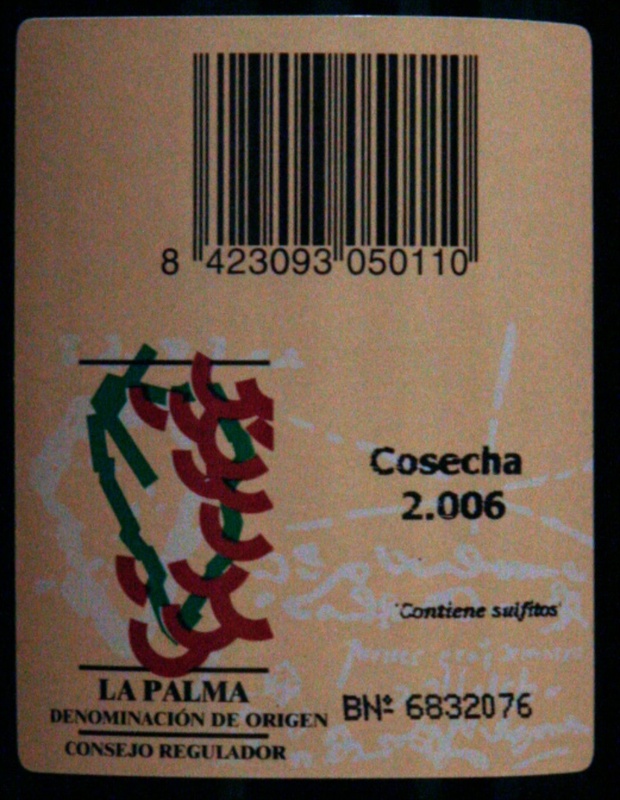 8 423093 050110
Cosecha
2.006
"Contiene sulfitos"
LA PALMA
DENOMINACIÓN DE ORIGEN
BNº 6832076
CONSEJO REGULADOR